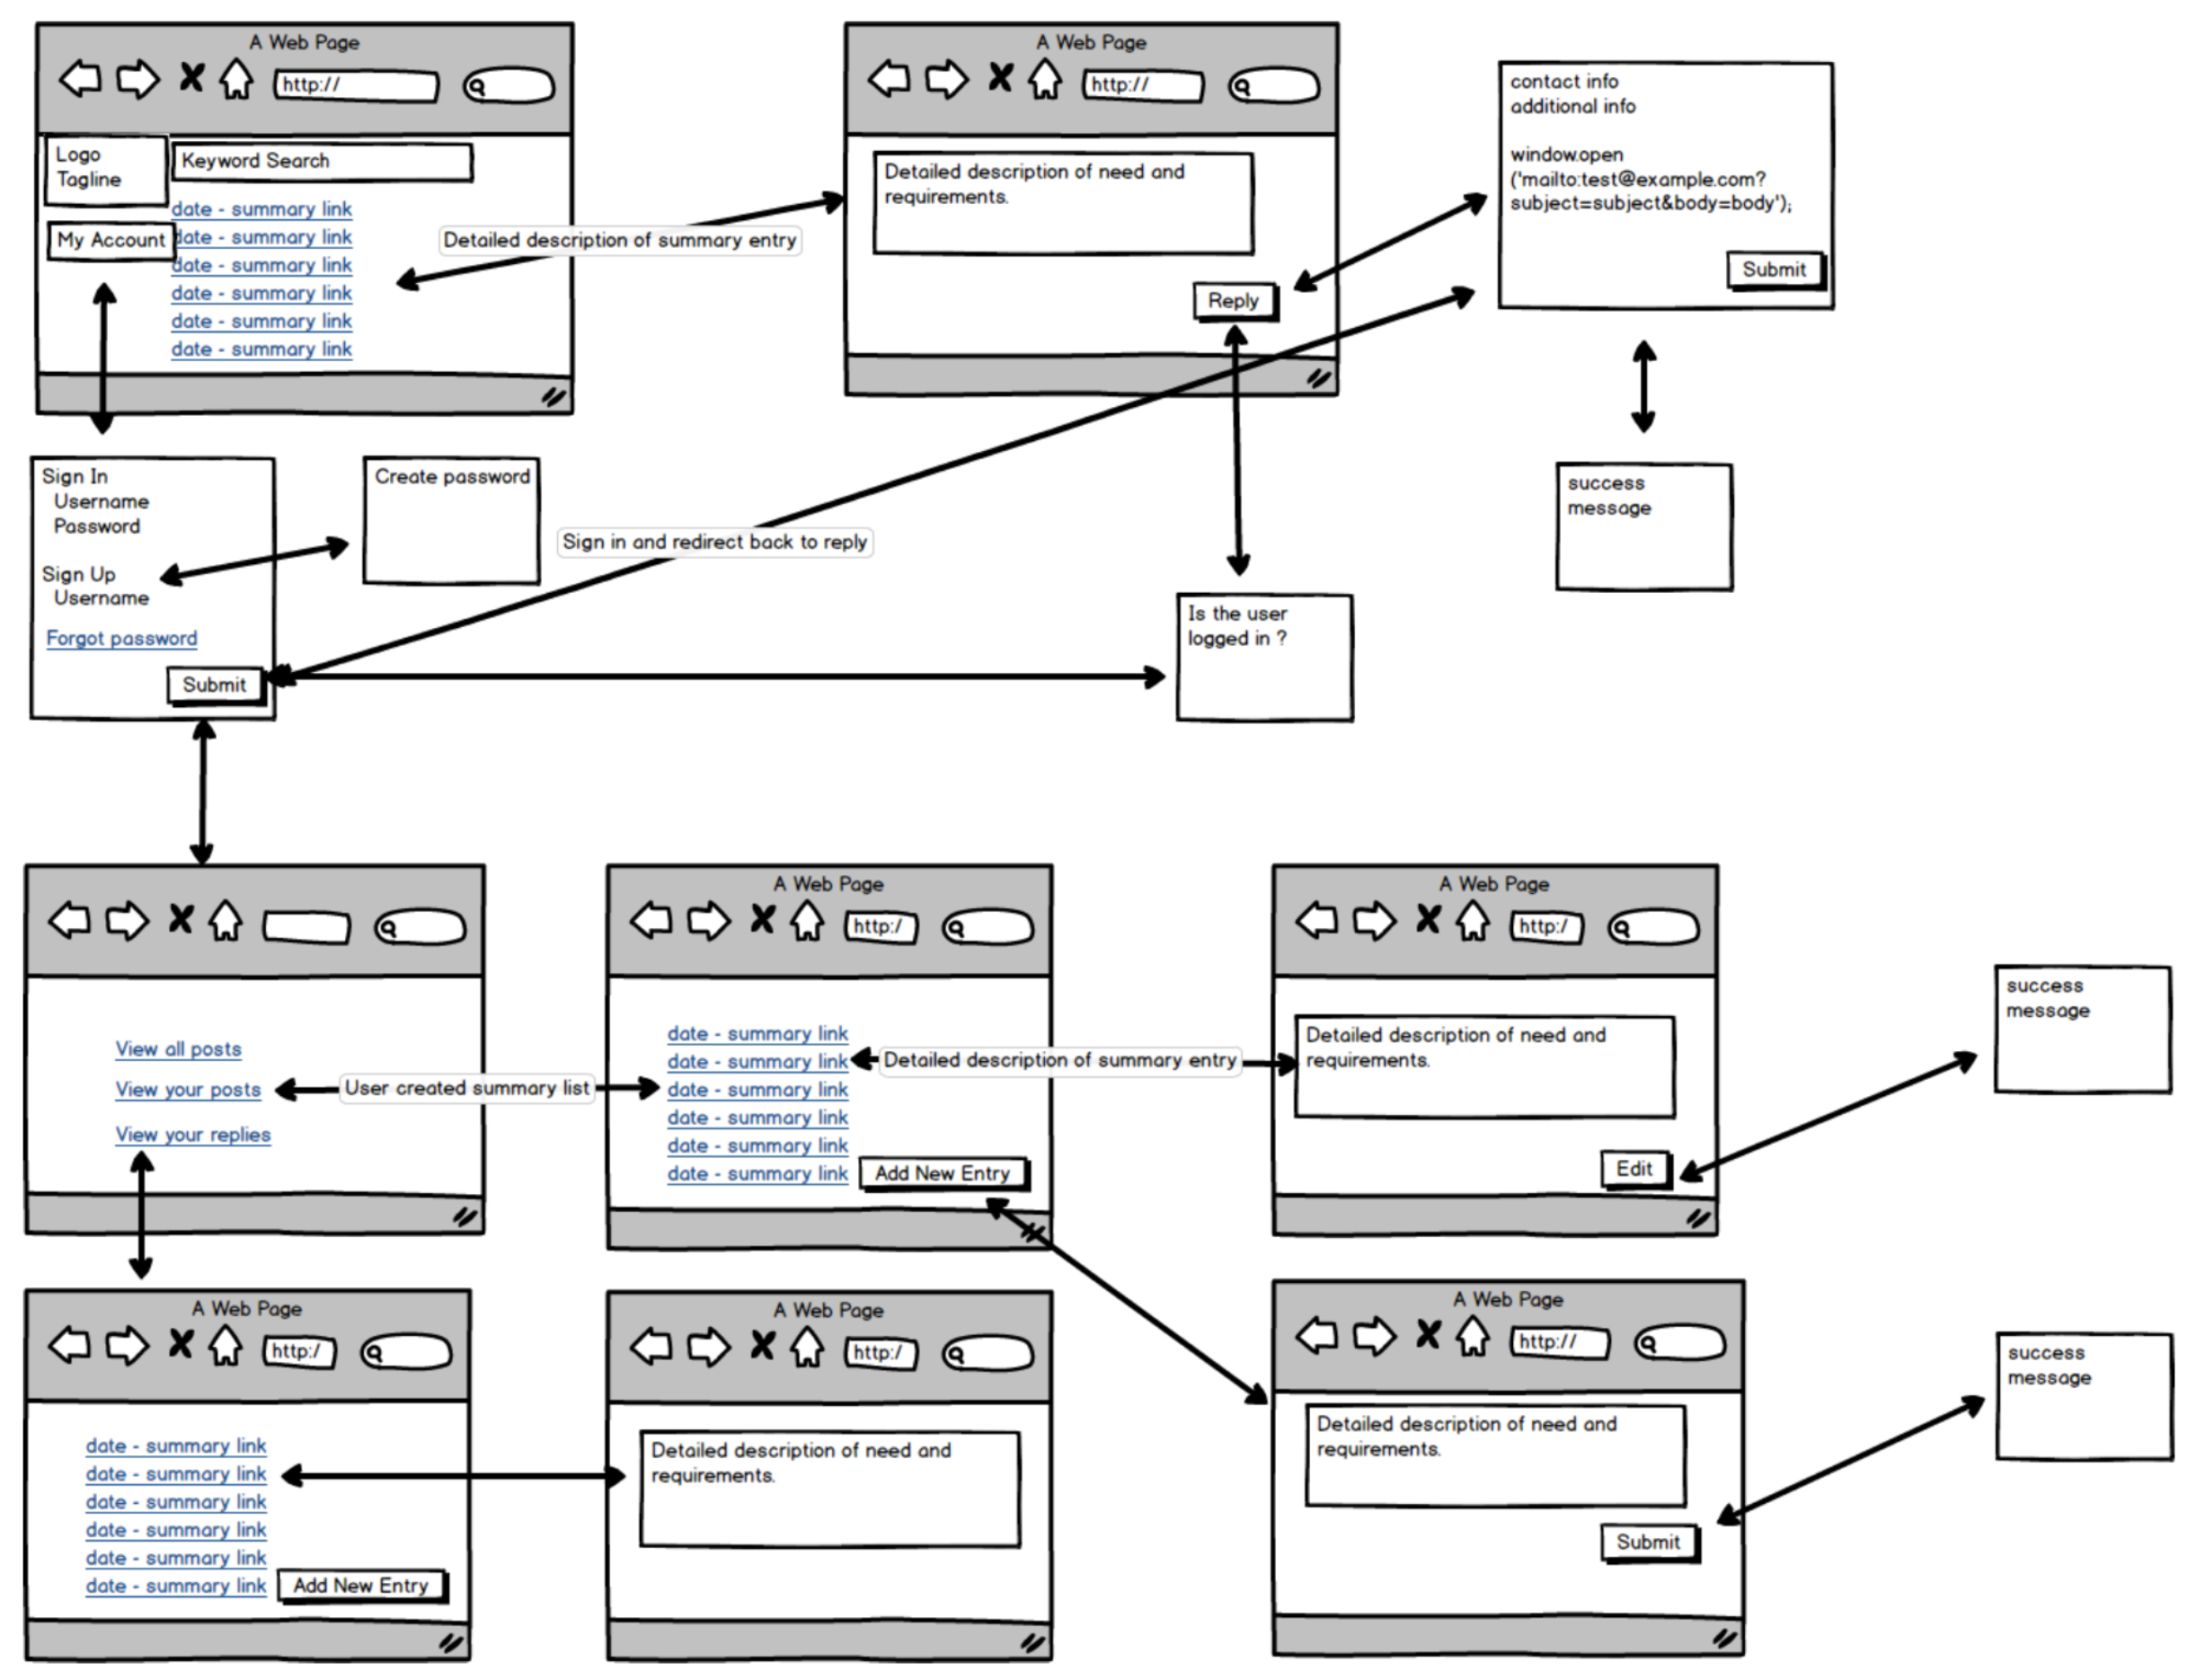 A Web Page
http://
Logo
Tagline
Keyword Search
My Account
date - summary link
date - summary link
date - summary link
date - summary link
date - summary link
date - summary link
Detailed description of summary entry
A Web Page
http://
Detailed description of need and
requirements.
Reply
contact info
additional info
window.open
('mailto:test@example.com?
subject=subject&body=body');
Submit
success
message
Sign In
Username
Password
Sign Up
Username
Forgot password
Submit
Create password
Sign in and redirect back to reply
Is the user
logged in ?
View all posts
View your posts
View your replies
User created summary list
A Web Page
http:/
date - summary link
date - summary link
date - summary link
date - summary link
date - summary link
date - summary link
Add New Entry
Detailed description of summary entry
A Web Page
http:/
Detailed description of need and
requirements.
Edit
success
message
A Web Page
http:/
date - summary link
date - summary link
date - summary link
date - summary link
date - summary link
date - summary link
Add New Entry
A Web Page
http:/
Detailed description of need and
requirements.
A Web Page
http://
Detailed description of need and
requirements.
Submit
success
message